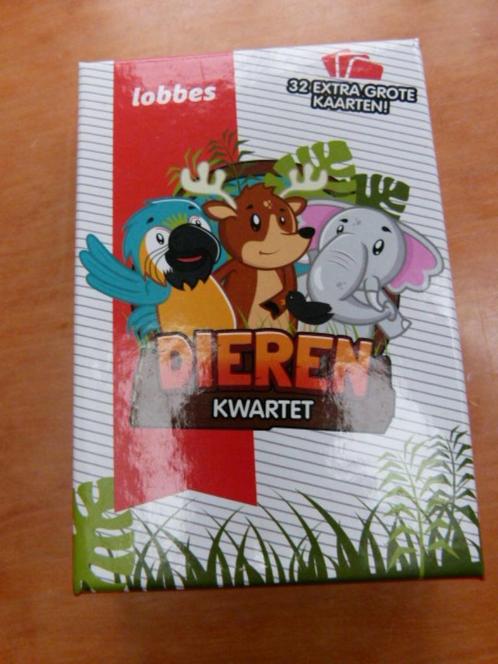 lobbes
32 EXTRA GROTE
KAARTEN!
DIEREN
KWARTET